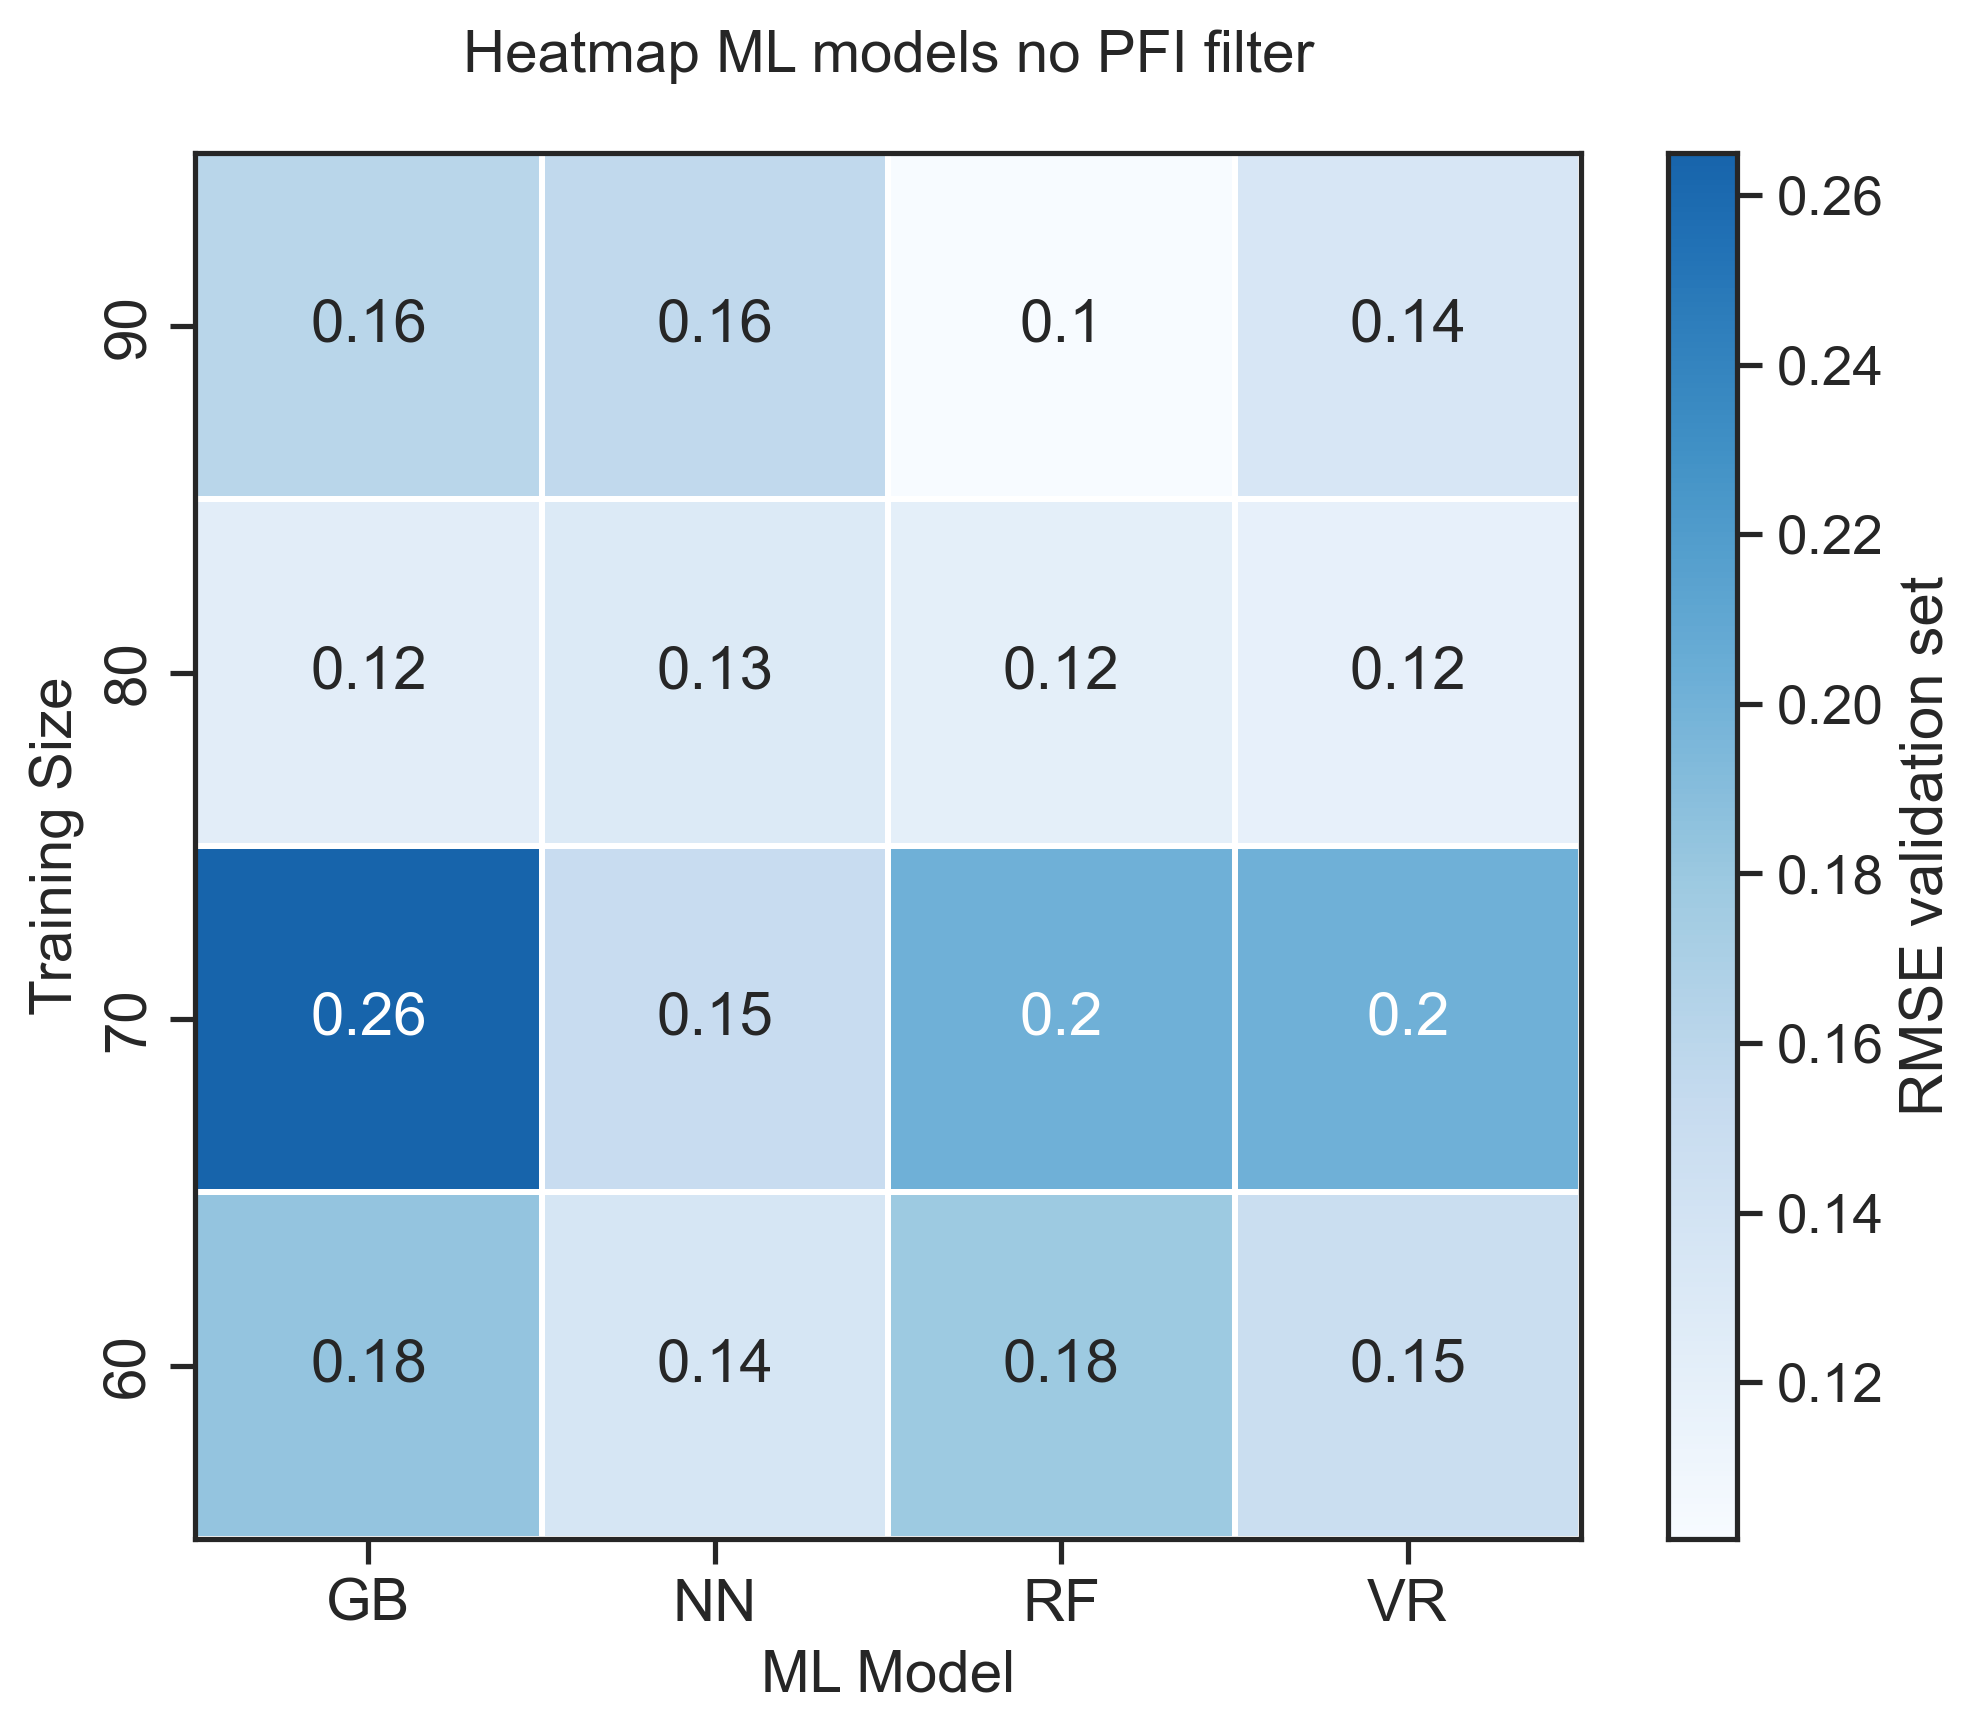 Heatmap ML models no PFI filter
90
0.16 0.16 0.1 0.14
80
0.12 0.13 0.12 0.12
70
0.26 0.15 0.2 0.2
60
0.18 0.14 0.18 0.15
Training Size
GB NN RF VR
ML Model
0.26
0.24
0.22
0.20
0.18
0.16
0.14
0.12
RMSE validation set